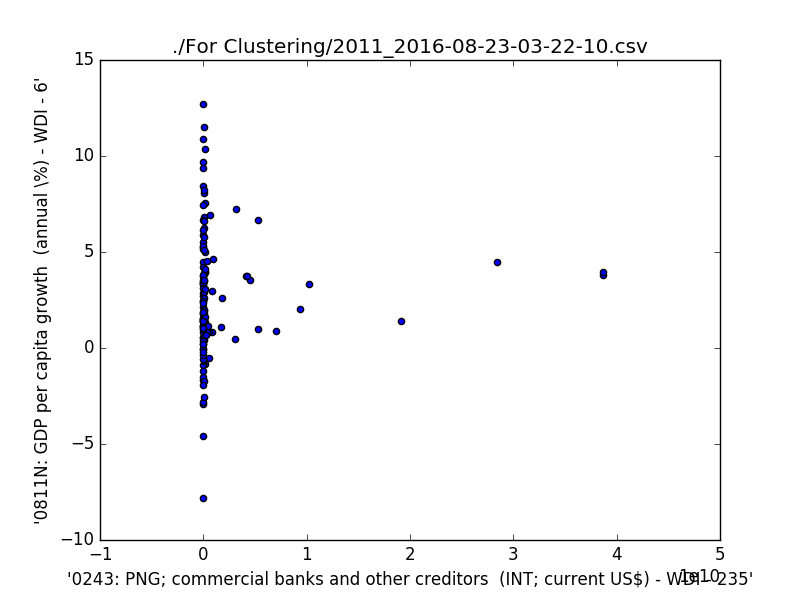 ./For Clustering/2011_2016-08-23-03-22-10.csv
15
10
5
0
−5
−10
'0811N: GDP per capita growth  (annual \%) - WDI - 6'
−1 0 1 2 3 4 5
1e10
'0243: PNG; commercial banks and other creditors  (INT; current US$) - WDI - 235'